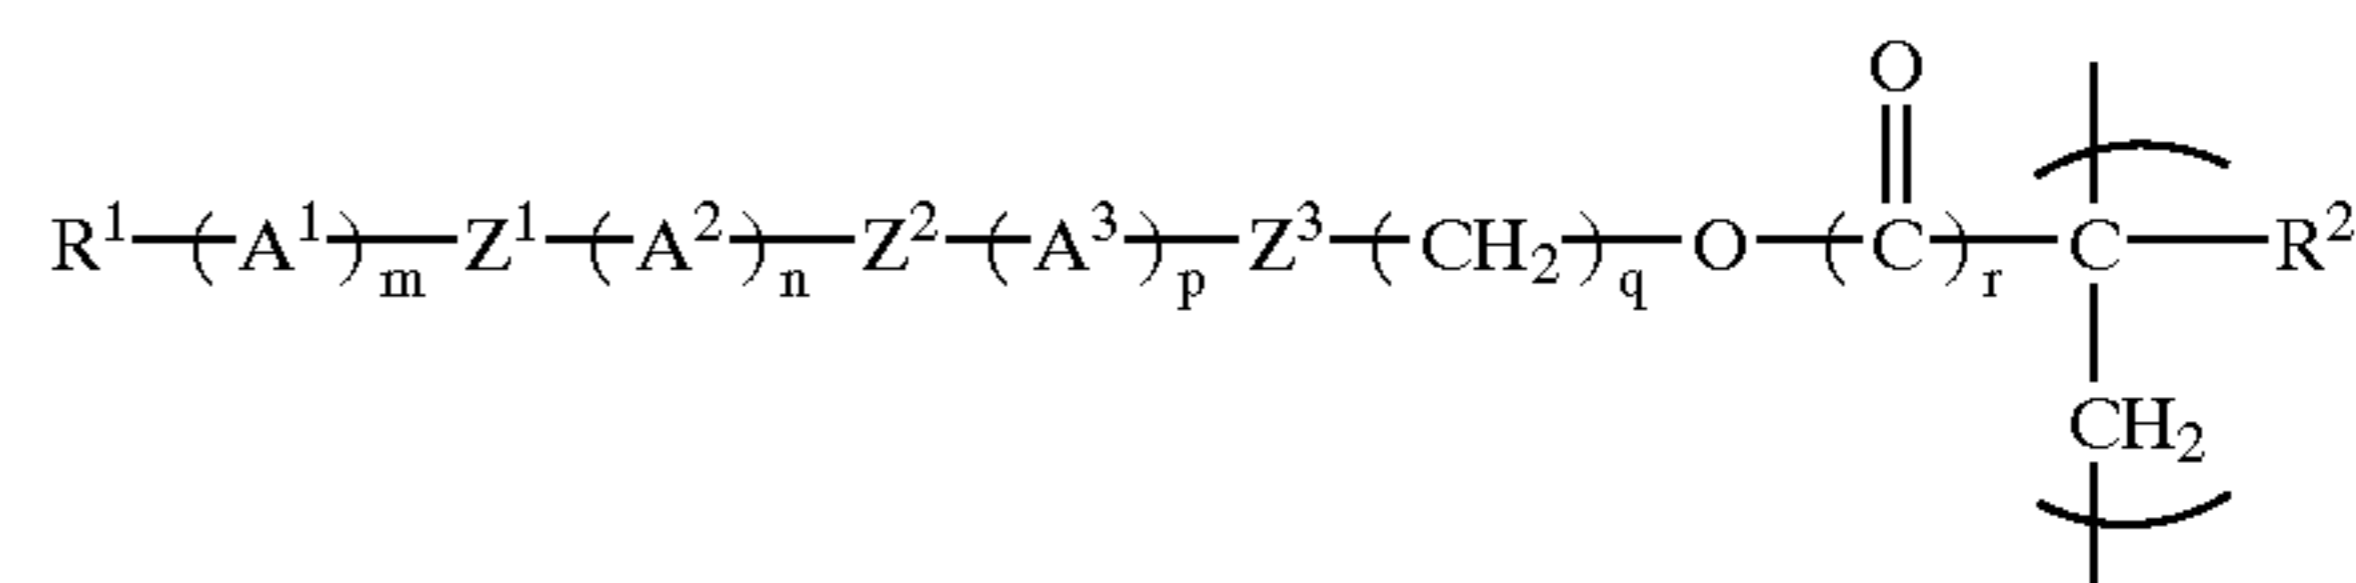 O
R¹—(A¹)ₘ—Z¹—(A²)ₙ—Z²—(A³)ₚ—Z³—(CH₂)q—O—(C)r—C—R²
CH₂